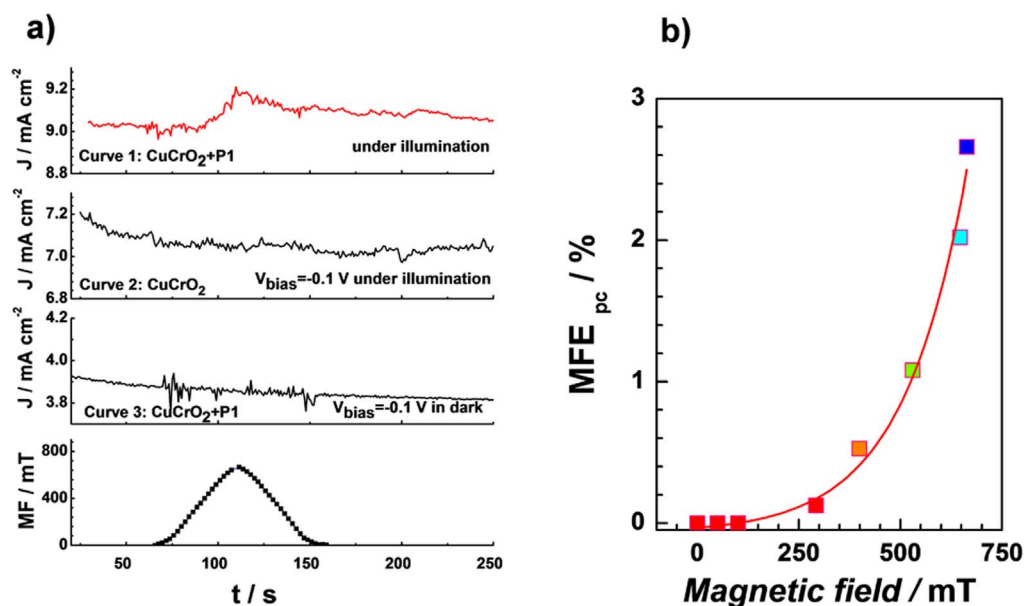 a)
9.2
9.0
8.8
J / mA cm-2
Curve 1: CuCrO2+P1
under illumination
7.2
7.0
6.8
J / mA cm-2
Curve 2: CuCrO2
Vbias=-0.1 V under illumination
4.2
4.0
3.8
J / mA cm-2
Curve 3: CuCrO2+P1
Vbias=-0.1 V in dark
800
400
0
MF / mT
50 100 150 200 250
t / s
b)
3
2
1
0
MFE pc / %
0 250 500 750
Magnetic field / mT